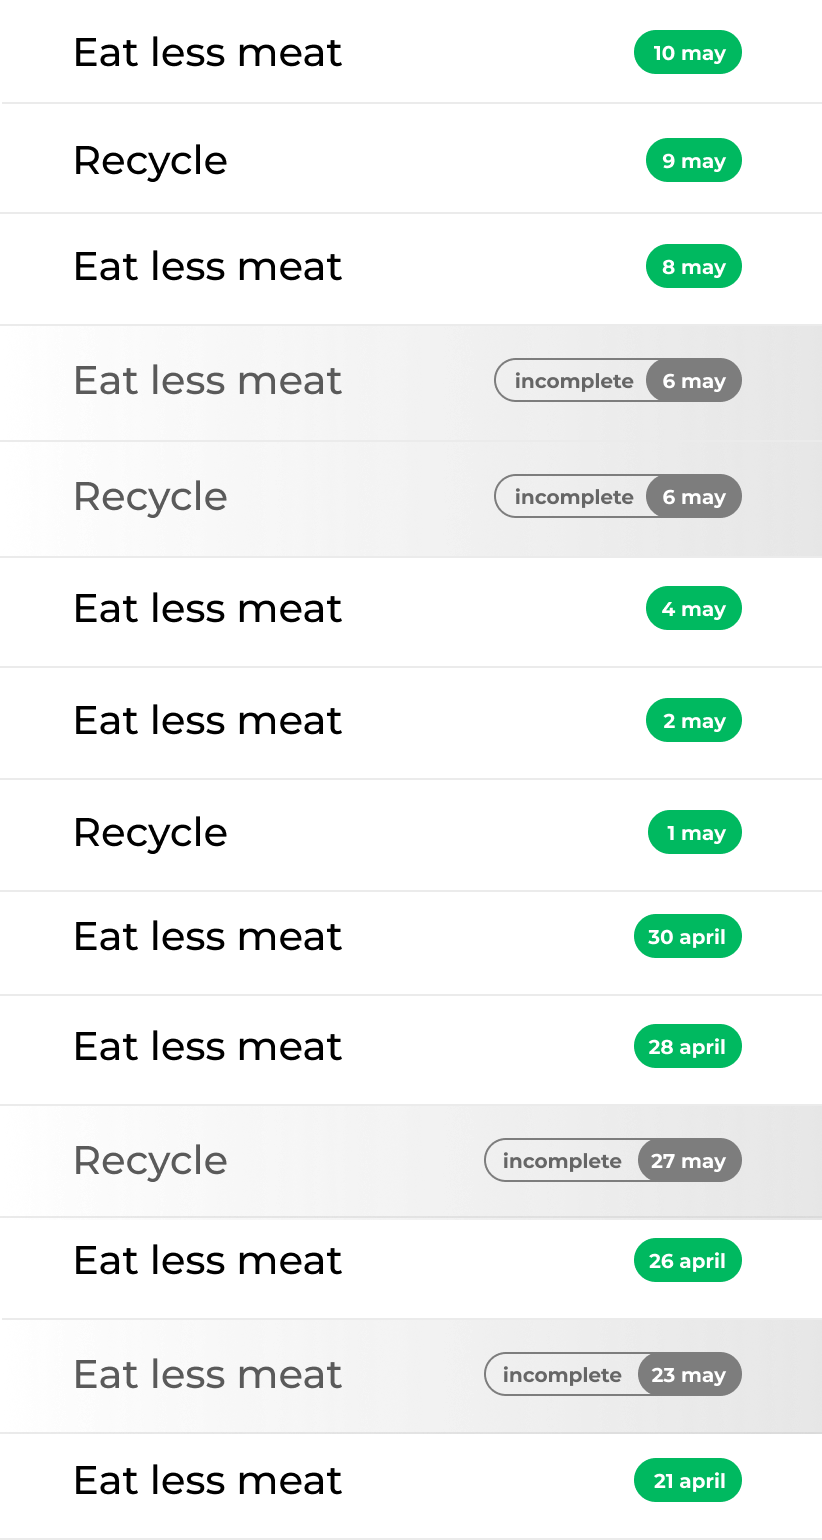 Eat less meat 10 may
Recycle 9 may
Eat less meat 8 may
Eat less meat incomplete 6 may
Recycle incomplete 6 may
Eat less meat 4 may
Eat less meat 2 may
Recycle 1 may
Eat less meat 30 april
Eat less meat 28 april
Recycle incomplete 27 may
Eat less meat 26 april
Eat less meat incomplete 23 may
Eat less meat 21 april